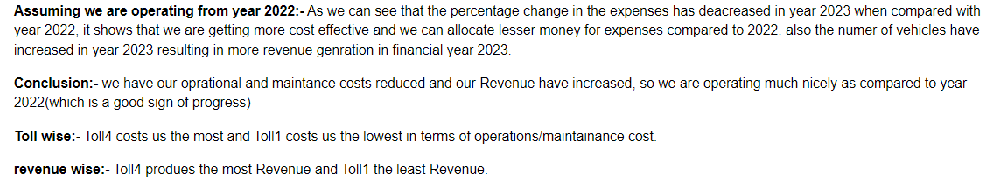 Assuming we are operating from year 2022:- As we can see that the percentage change in the expenses has deacreased in year 2023 when compared with
year 2022, it shows that we are getting more cost effective and we can allocate lesser money for expenses compared to 2022. also the numer of vehicles have
increased in year 2023 resulting in more revenue genration in financial year 2023.
Conclusion:- we have our oprational and maintance costs reduced and our Revenue have increased, so we are operating much nicely as compared to year
2022(which is a good sign of progress)
Toll wise:- Toll4 costs us the most and Toll1 costs us the lowest in terms of operations/maintainance cost.
revenue wise:- Toll4 produes the most Revenue and Toll1 the least Revenue.